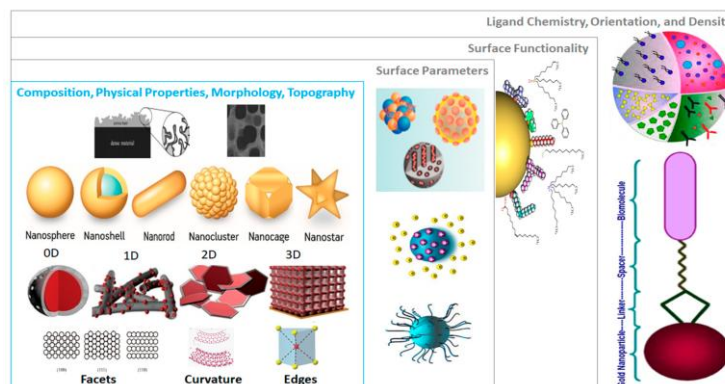 Ligand Chemistry, Orientation, and Densit
Surface Functionality
Surface Parameters
Composition, Physical Properties, Morphology, Topography
Nanosphere Nanoshell Nanorod Nanocluster Nanocage Nanostar
0D 1D 2D 3D
Facets Curvature Edges
oid Nanoparticle----Linker------Spacer------------Biomolecule